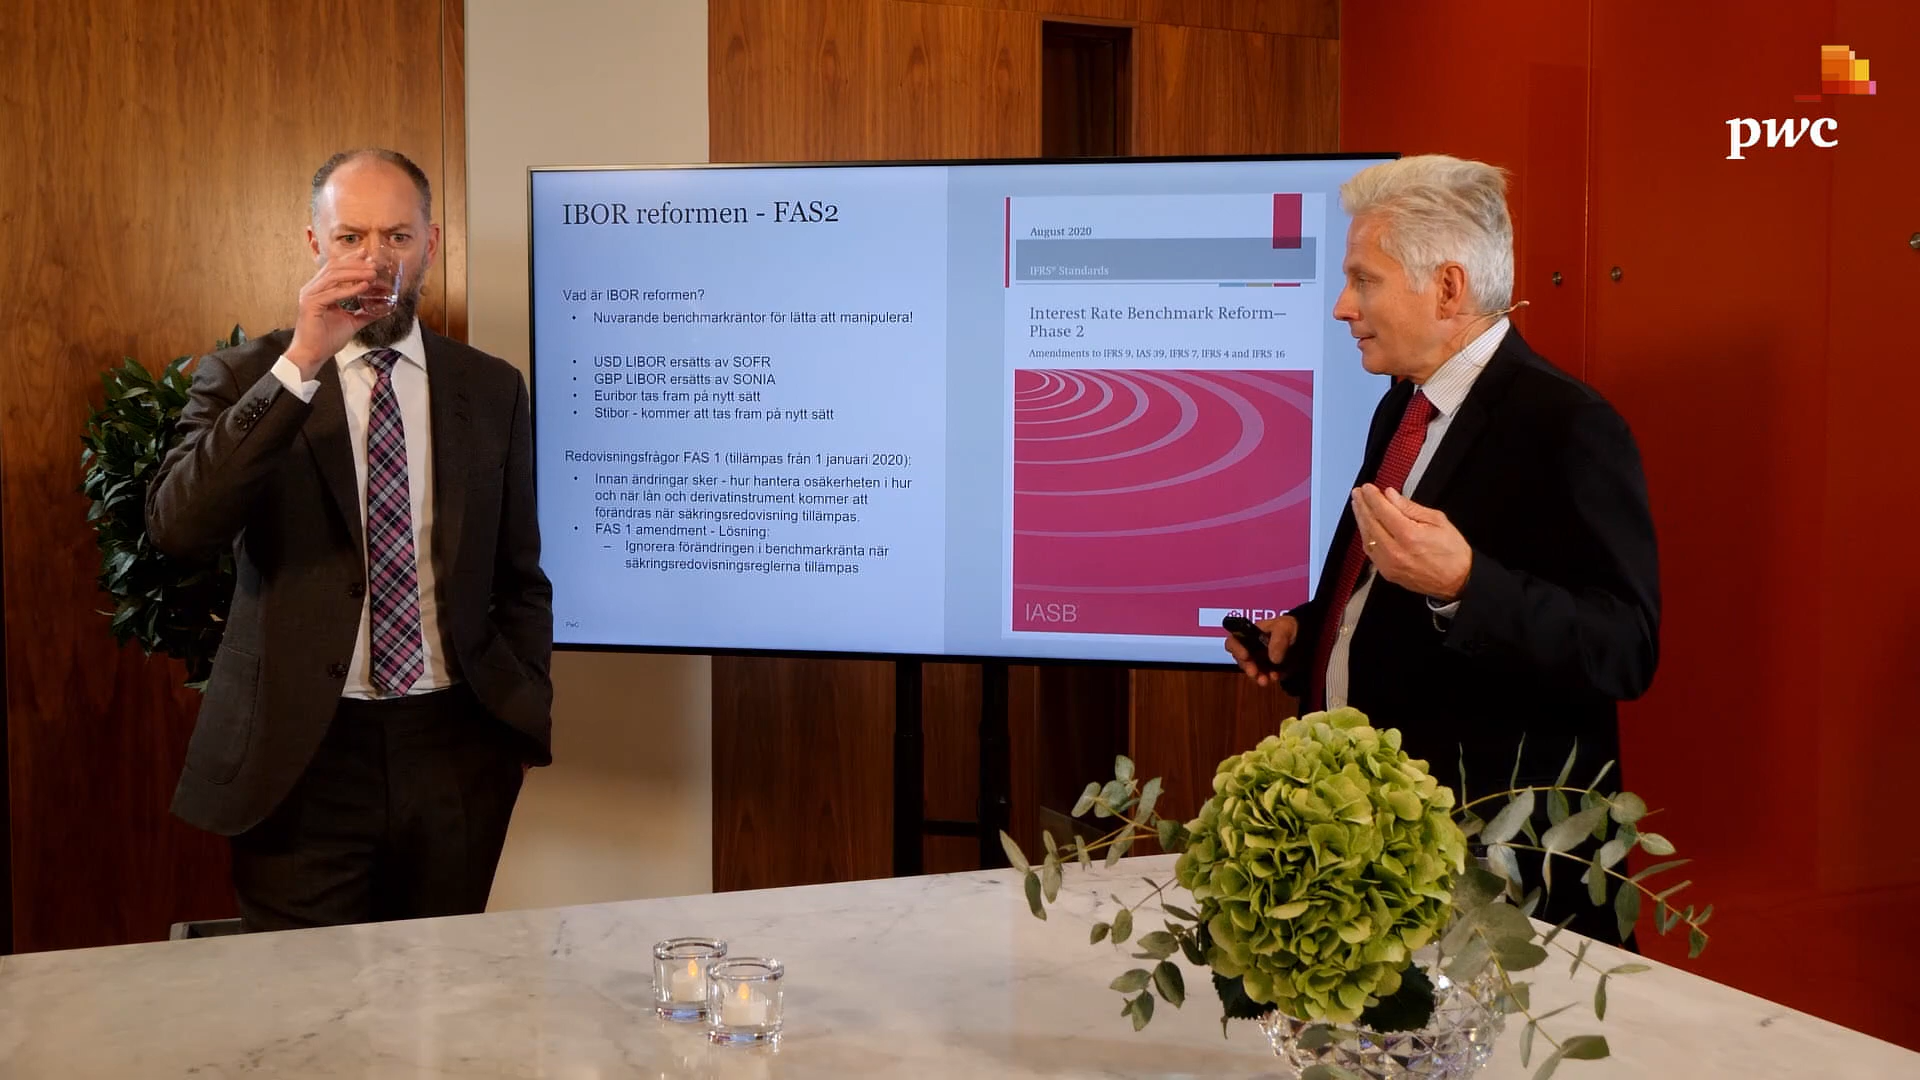 pwc
IBOR reformen - FAS2
Vad är IBOR reformen?
• Nuvarande benchmarkräntor för lätta att manipulera!
• USD LIBOR ersätts av SOFR
• GBP LIBOR ersätts av SONIA
• Euribor tas fram på nytt sätt
• Stibor - kommer att tas fram på nytt sätt
Redovisningsfrågor FAS 1 (tillämpas från 1 januari 2020):
• Innan ändringar sker - hur hantera osäkerheten i hur
och när lån och derivatinstrument kommer att
förändras när säkringsredovisning tillämpas.
• FAS 1 amendment - Lösning:
– Ignorera förändringen i benchmarkränta när
säkringsredovisningsreglerna tillämpas
PwC
August 2020
IFRS® Standards
Interest Rate Benchmark Reform—
Phase 2
Amendments to IFRS 9, IAS 39, IFRS 7, IFRS 4 and IFRS 16
IASB
IFRS